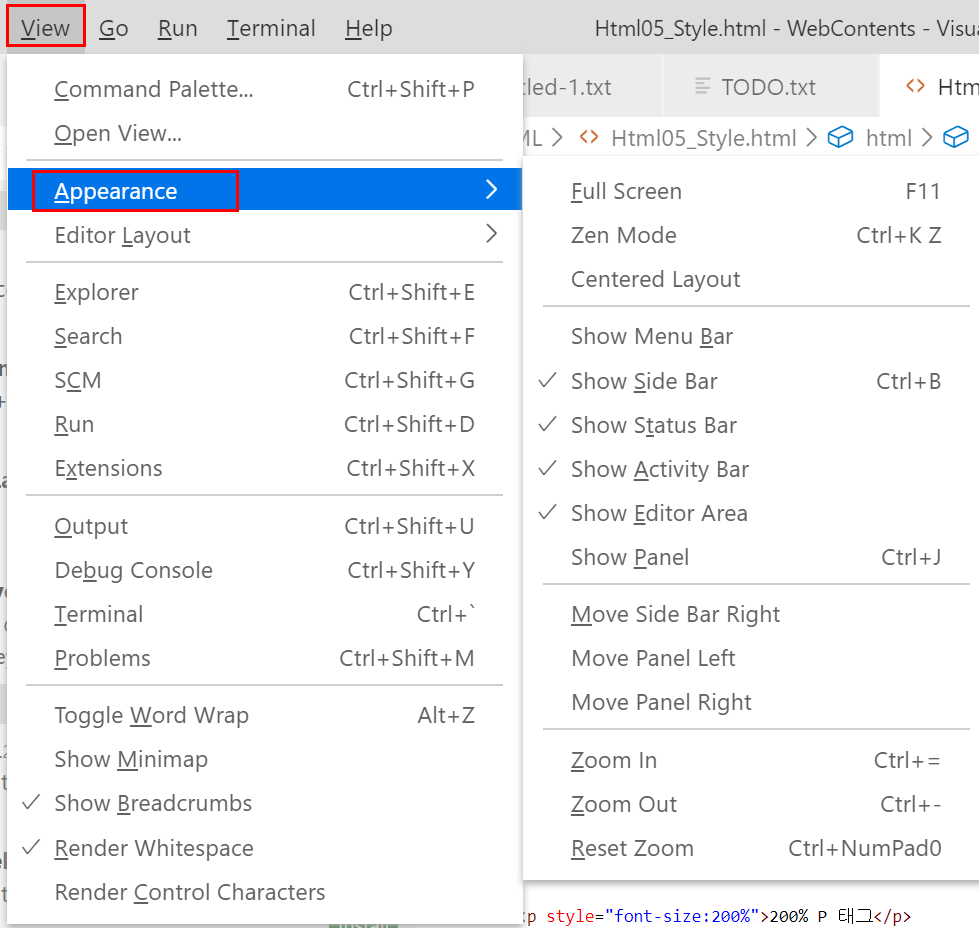 View Go Run Terminal Help Html05_Style.html - WebContents - Visu
Command Palette... Ctrl+Shift+P
Open View...
Appearance
Editor Layout
Explorer Ctrl+Shift+E
Search Ctrl+Shift+F
SCM Ctrl+Shift+G
Run Ctrl+Shift+D
Extensions Ctrl+Shift+X
Output Ctrl+Shift+U
Debug Console Ctrl+Shift+Y
Terminal Ctrl+`
Problems Ctrl+Shift+M
Toggle Word Wrap Alt+Z
Show Minimap
Show Breadcrumbs
Render Whitespace
Render Control Characters
tled-1.txt TODO.txt <> Htm
ML > <> Html05_Style.html > html >
Full Screen F11
Zen Mode Ctrl+K Z
Centered Layout
Show Menu Bar
Show Side Bar Ctrl+B
Show Status Bar
Show Activity Bar
Show Editor Area
Show Panel Ctrl+J
Move Side Bar Right
Move Panel Left
Move Panel Right
Zoom In Ctrl+=
Zoom Out Ctrl+-
Reset Zoom Ctrl+NumPad0
p style="font-size:200%">200% P 태그</p>